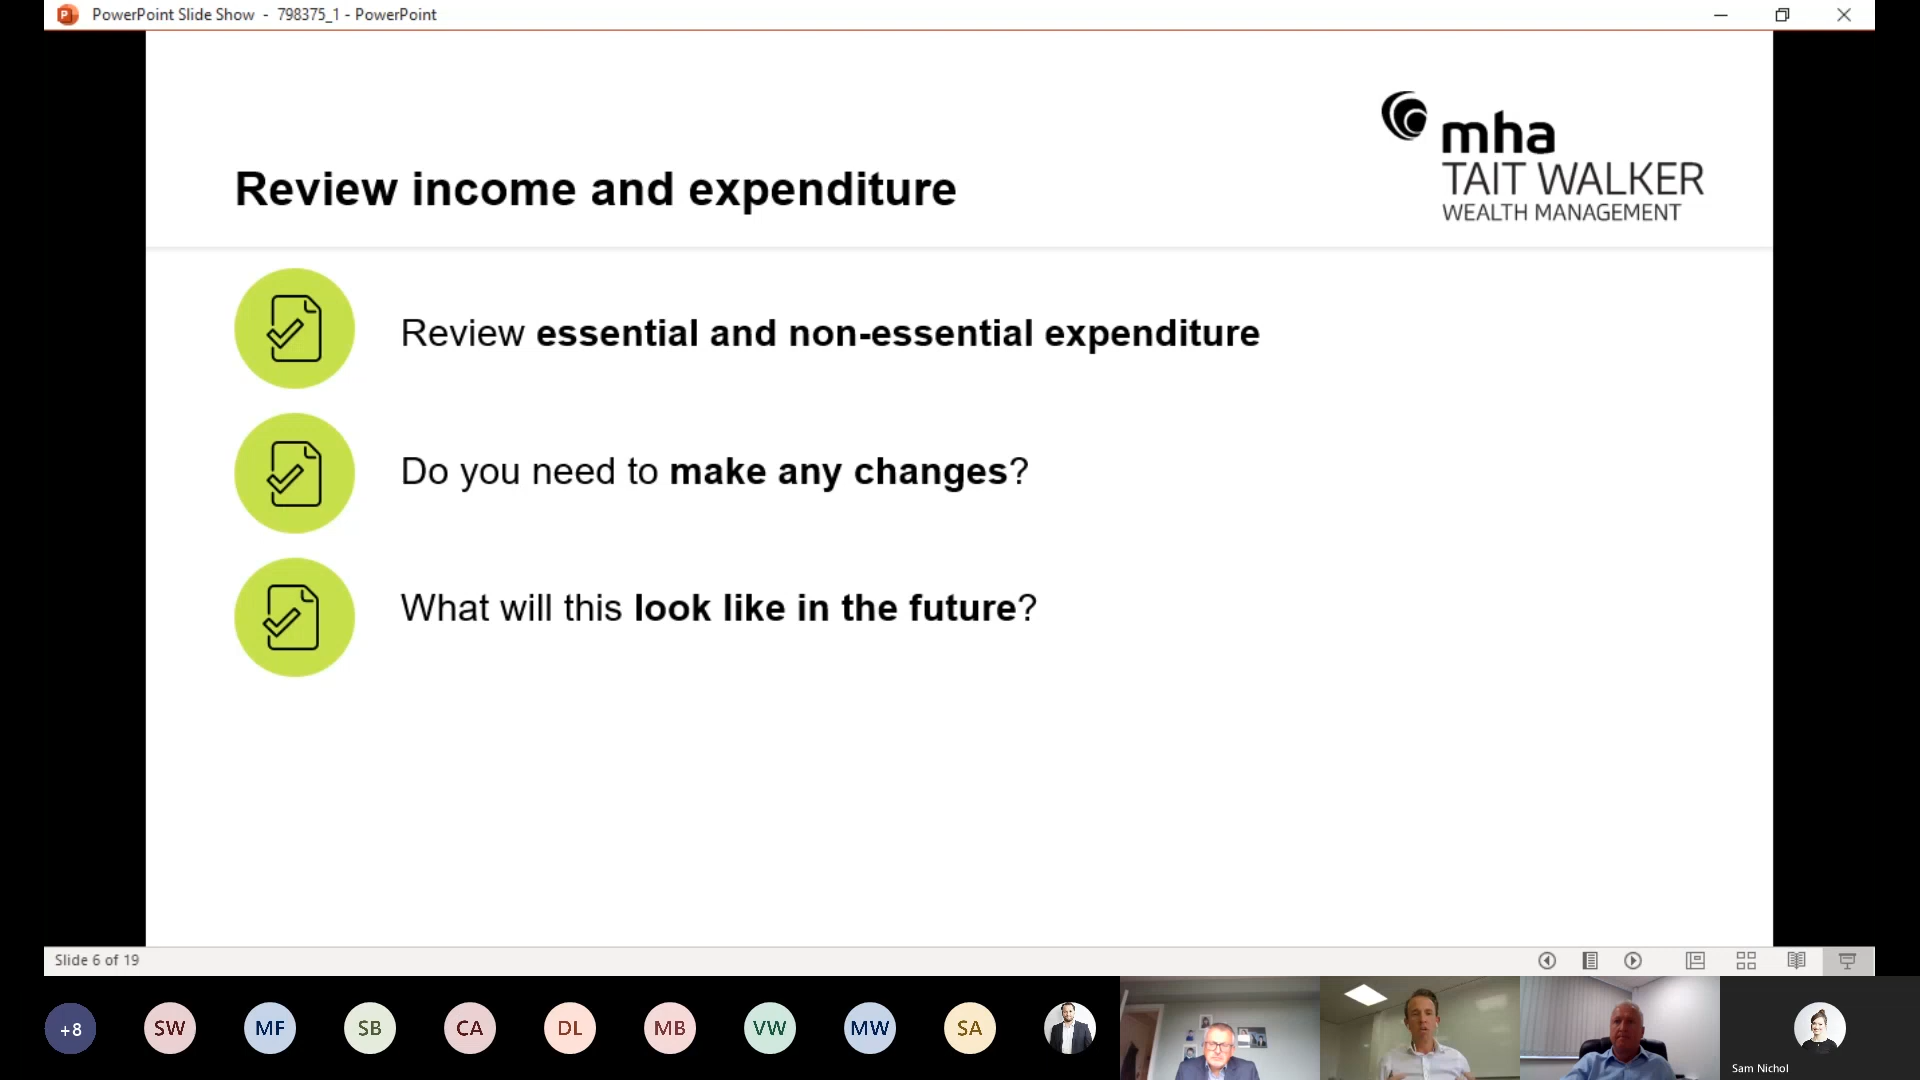 PowerPoint Slide Show - 798375_1 - PowerPoint
mha
TAIT WALKER
WEALTH MANAGEMENT
Review income and expenditure
Review essential and non-essential expenditure
Do you need to make any changes?
What will this look like in the future?
Slide 6 of 19
+8
SW
MF
SB
CA
DL
MB
VW
MW
SA
Sam Nichol